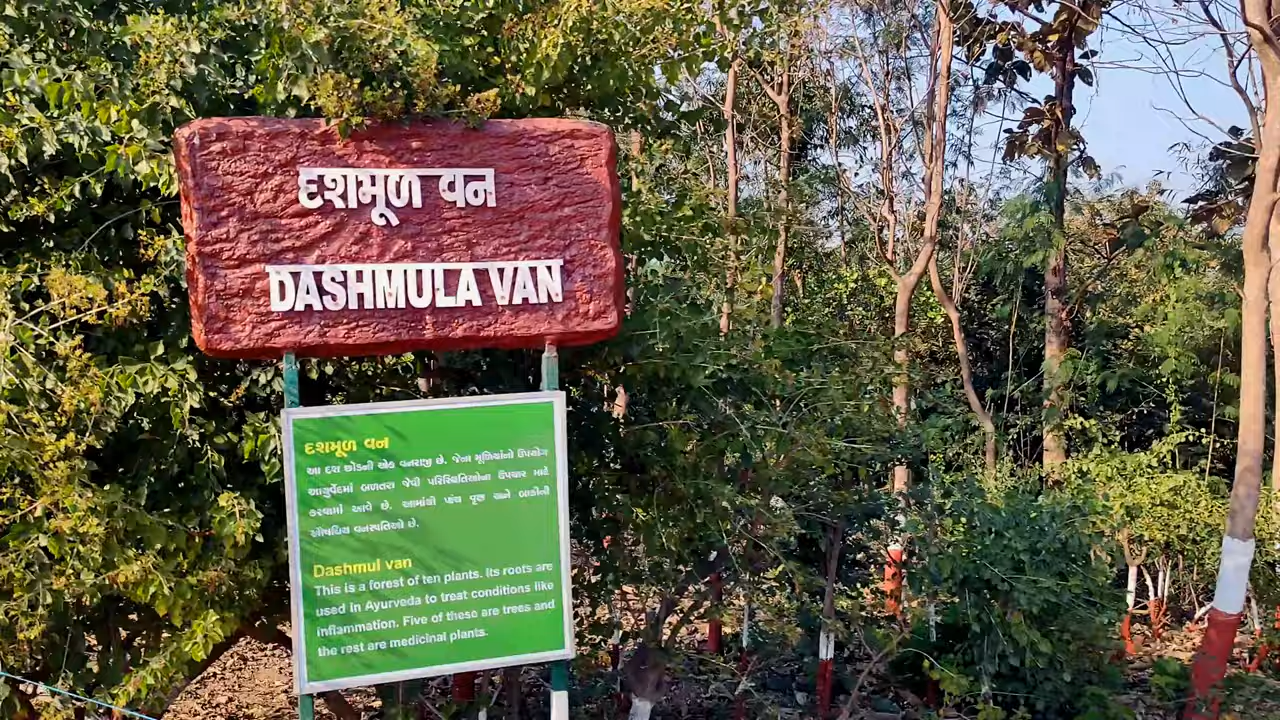 દશમૂળ વન
DASHMULA VAN
દશમૂળ વન
આ દશ છોડની એક વનરાજી છે. જેના મૂળિયાંનો ઉપયોગ
આયુર્વેદમાં બળતરા જેવી પરિસ્થિતિઓના ઉપચાર માટે
કરવામાં આવે છે. આમાંથી પાંચ વૃક્ષ અને બાકીની
ઔષધિય વનસ્પતિઓ છે.
Dashmul van
This is a forest of ten plants. Its roots are
used in Ayurveda to treat conditions like
inflammation. Five of these are trees and
the rest are medicinal plants.